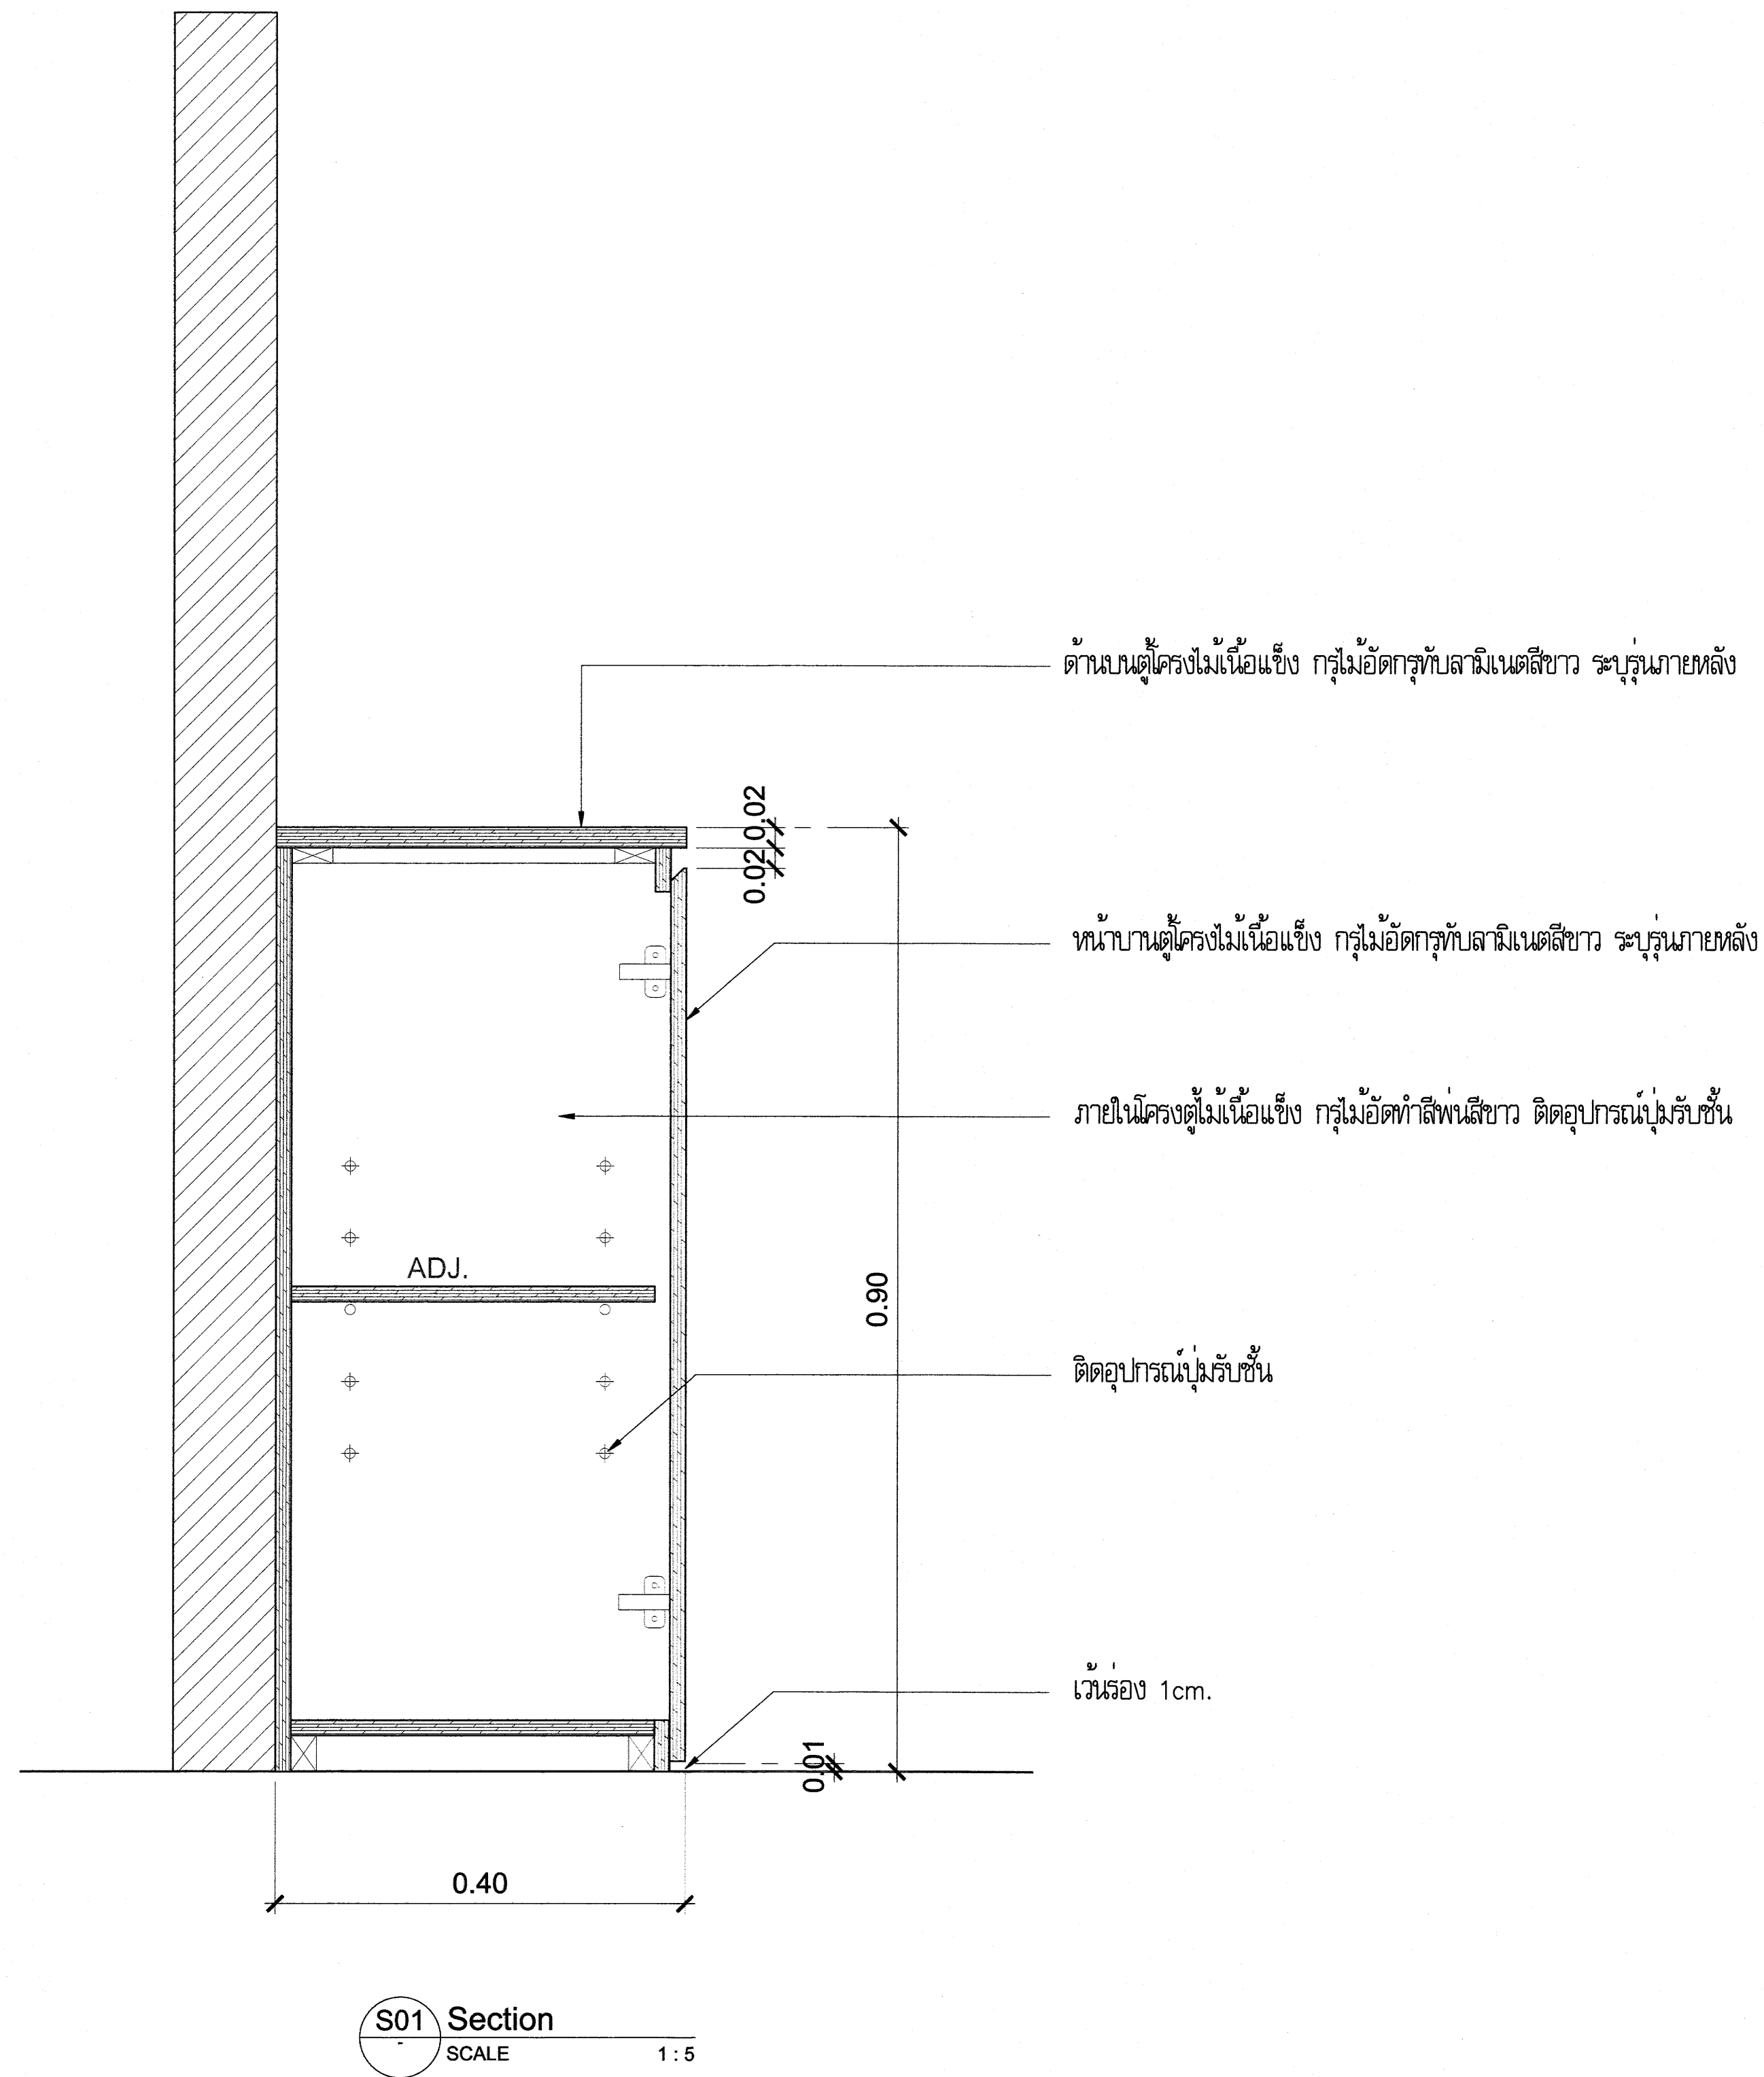 ด้านบนตู้โครงไม้เนื้อแข็ง กรุไม้อัดกรุทับลามิเนตสีขาว ระบุรุ่นภายหลัง
0.02
0.02
หน้าบานตู้โครงไม้เนื้อแข็ง กรุไม้อัดกรุทับลามิเนตสีขาว ระบุรุ่นภายหลัง
ภายในโครงตู้ไม้เนื้อแข็ง กรุไม้อัดทำสีพ่นสีขาว ติดอุปกรณ์ปุ่มรับชั้น
ADJ.
0.90
ติดอุปกรณ์ปุ่มรับชั้น
เว้นร่อง 1cm.
0.01
0.40
S01 Section
-
SCALE 1 : 5